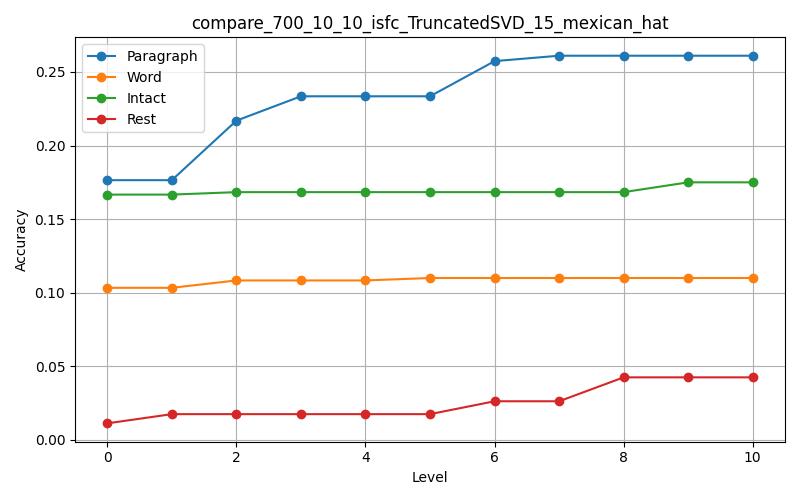 compare_700_10_10_isfc_TruncatedSVD_15_mexican_hat
Paragraph
Word
Intact
Rest
Accuracy
0.25
0.20
0.15
0.10
0.05
0.00
0 2 4 6 8 10
Level